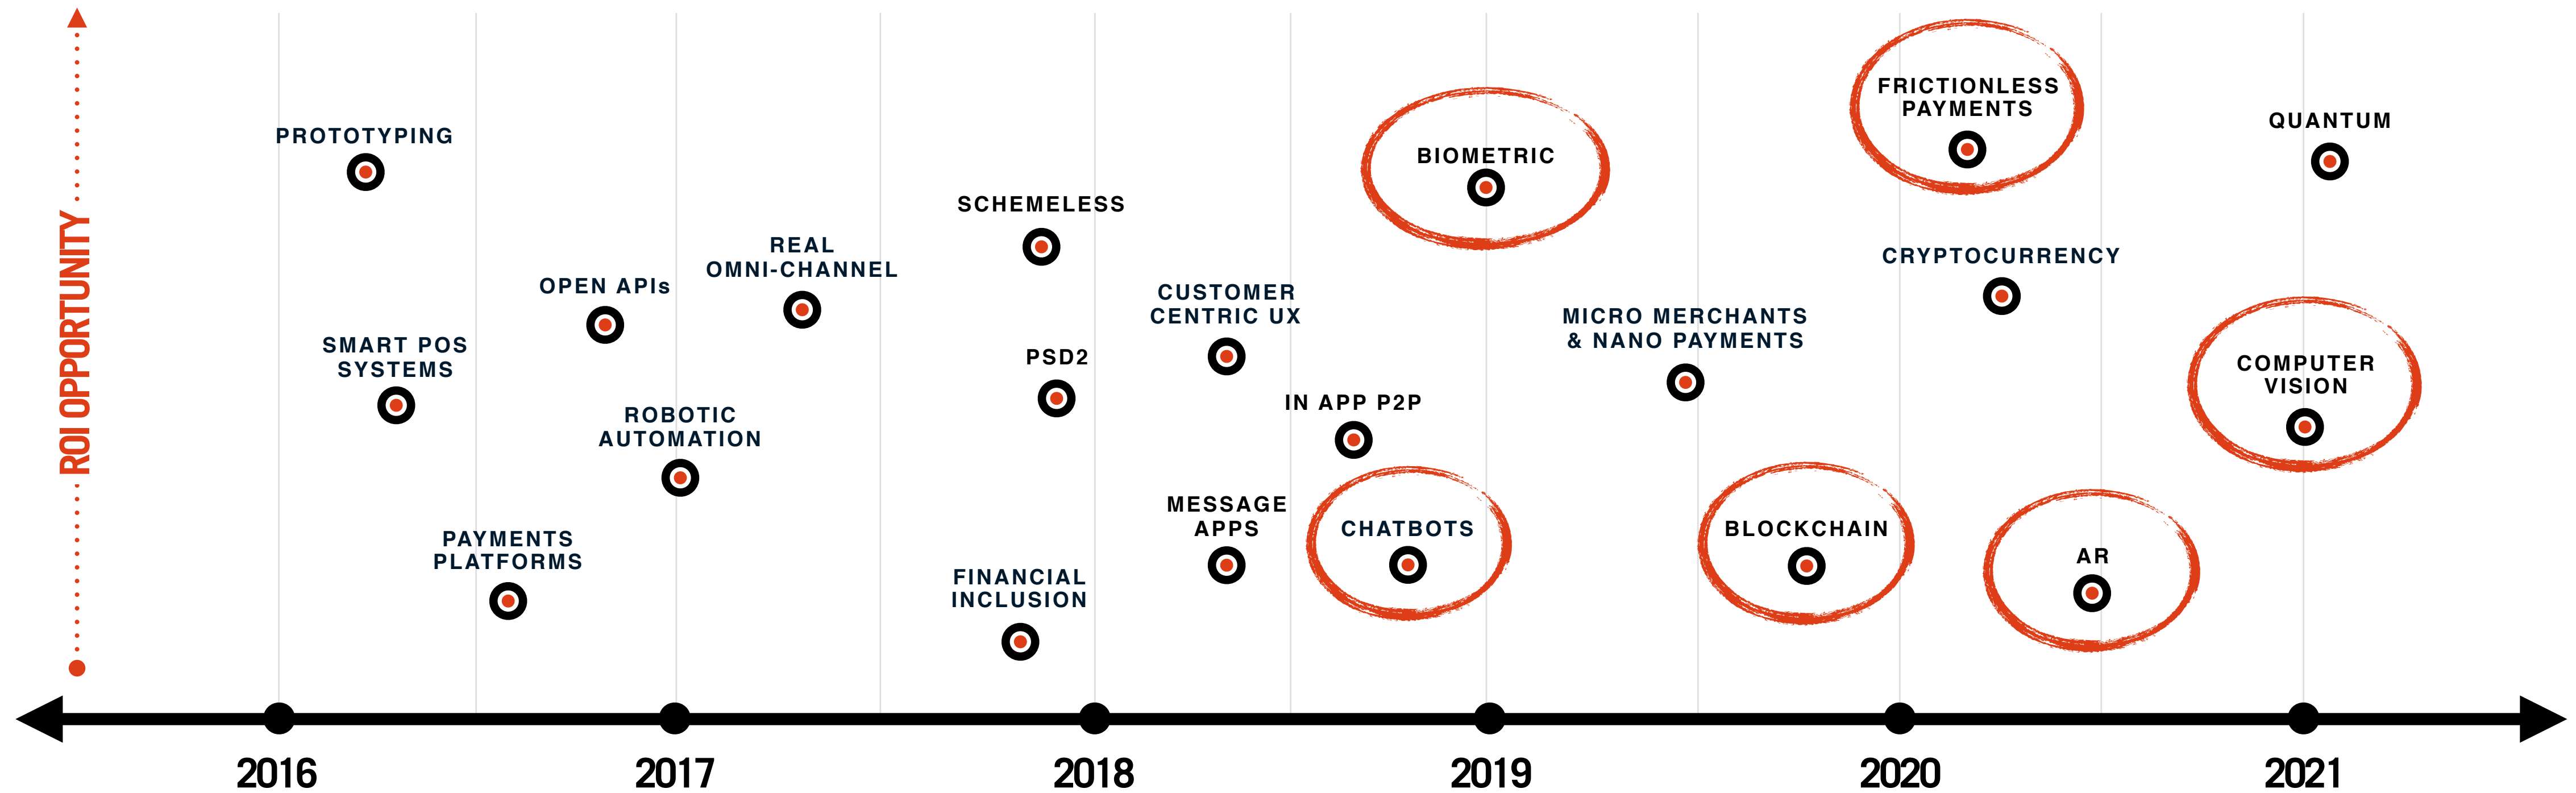 ROI OPPORTUNITY
PROTOTYPING
SMART POS
SYSTEMS
PAYMENTS
PLATFORMS
OPEN APIs
ROBOTIC
AUTOMATION
REAL
OMNI-CHANNEL
SCHEMELESS
PSD2
FINANCIAL
INCLUSION
CUSTOMER
CENTRIC UX
MESSAGE
APPS
IN APP P2P
CHATBOTS
BIOMETRIC
MICRO MERCHANTS
& NANO PAYMENTS
BLOCKCHAIN
FRICTIONLESS
PAYMENTS
CRYPTOCURRENCY
AR
QUANTUM
COMPUTER
VISION
2016
2017
2018
2019
2020
2021